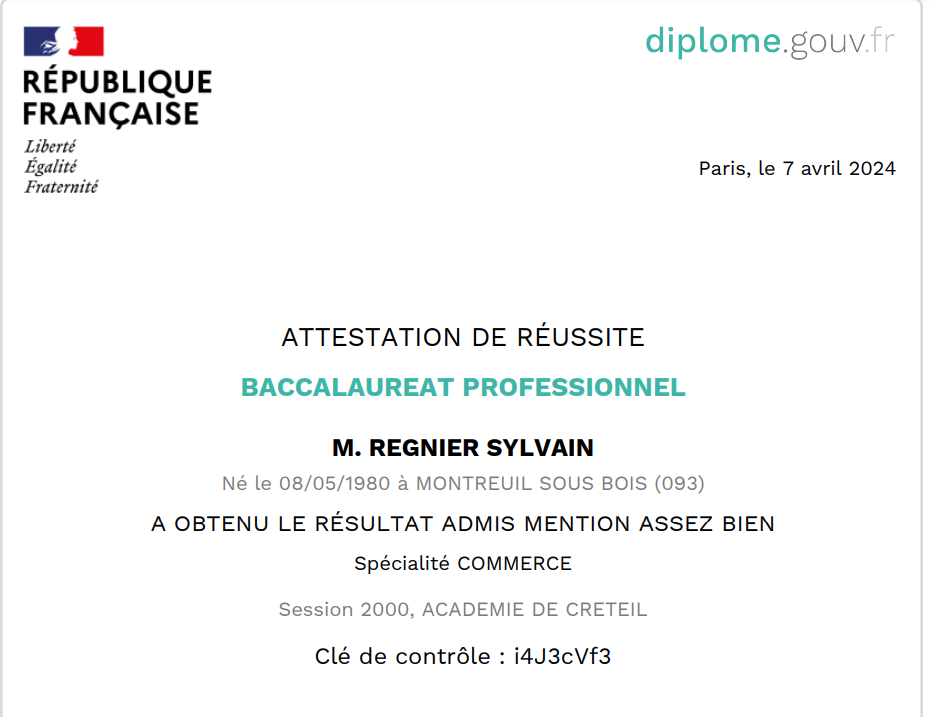 diplome.gouv.fr
RÉPUBLIQUE
FRANÇAISE
Liberté
Égalité
Fraternité
Paris, le 7 avril 2024
ATTESTATION DE RÉUSSITE
BACCALAUREAT PROFESSIONNEL
M. REGNIER SYLVAIN
Né le 08/05/1980 à MONTREUIL SOUS BOIS (093)
A OBTENU LE RÉSULTAT ADMIS MENTION ASSEZ BIEN
Spécialité COMMERCE
Session 2000, ACADEMIE DE CRETEIL
Clé de contrôle : i4J3cVf3